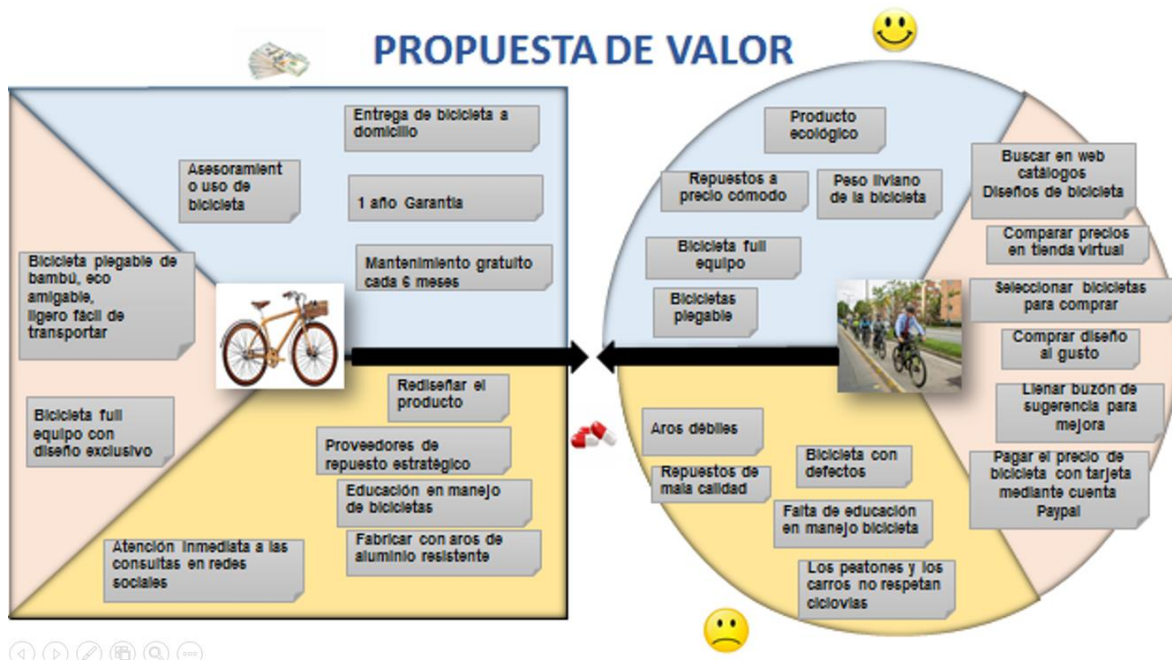 PROPUESTA DE VALOR
Entrega de bicicleta a
domicilio
Asesoramient
o uso de
bicicleta
1 año Garantia
Mantenimiento gratuito
cada 6 meses
Bicicleta plegable de
bambú, eco
amigable,
ligero fácil de
transportar
Bicicleta full
equipo con
diseño exclusivo
Rediseñar el
producto
Proveedores de
repuesto estratégico
Educación en manejo
de bicicletas
Fabricar con aros de
aluminio resistente
Atención inmediata a las
consultas en redes
sociales
Producto
ecológico
Repuestos a
precio cómodo
Peso liviano
de la bicicleta
Bicicleta full
equipo
Bicicletas
plegable
Buscar en web
catálogos
Diseños de bicicleta
Comparar precios
en tienda virtual
Seleccionar bicicletas
para comprar
Comprar diseño
al gusto
Llenar buzón de
sugerencia para
mejora
Pagar el precio de
bicicleta con tarjeta
mediante cuenta
Paypal
Aros débiles
Repuestos de
mala calidad
Bicicleta con
defectos
Falta de educación
en manejo bicicleta
Los peatones y los
carros no respetan
ciclovías